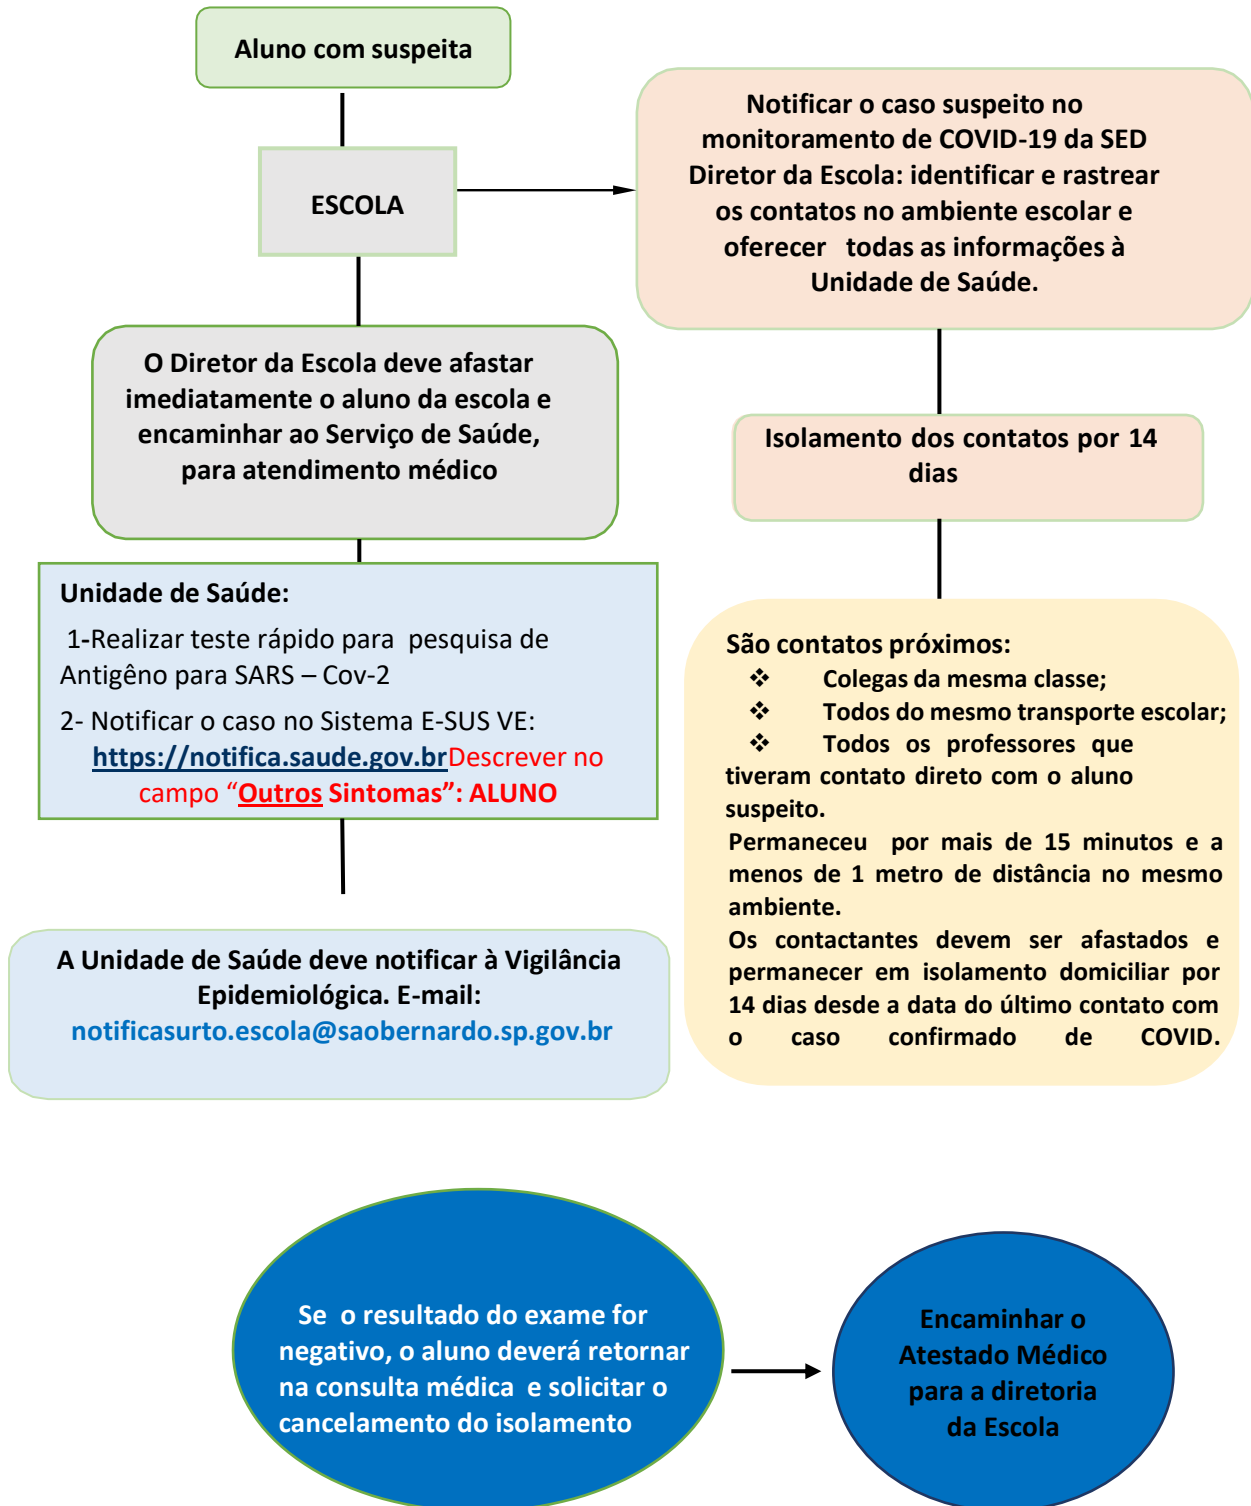 Aluno com suspeita
ESCOLA
Notificar o caso suspeito no
monitoramento de COVID-19 da SED
Diretor da Escola: identificar e rastrear
os contatos no ambiente escolar e
oferecer todas as informações à
Unidade de Saúde.
O Diretor da Escola deve afastar
imediatamente o aluno da escola e
encaminhar ao Serviço de Saúde,
para atendimento médico
Isolamento dos contatos por 14
dias
Unidade de Saúde:
1-Realizar teste rápido para pesquisa de
Antigêno para SARS – Cov-2
2- Notificar o caso no Sistema E-SUS VE:
https://notifica.saude.gov.brDescrever no
campo “Outros Sintomas”: ALUNO
São contatos próximos:
❖ Colegas da mesma classe;
❖ Todos do mesmo transporte escolar;
❖ Todos os professores que
tiveram contato direto com o aluno
suspeito.
Permaneceu por mais de 15 minutos e a
menos de 1 metro de distância no mesmo
ambiente.
Os contactantes devem ser afastados e
permanecer em isolamento domiciliar por
14 dias desde a data do último contato com
o caso confirmado de COVID.
A Unidade de Saúde deve notificar à Vigilância
Epidemiológica. E-mail:
notificasurto.escola@saobernardo.sp.gov.br
Se o resultado do exame for
negativo, o aluno deverá retornar
na consulta médica e solicitar o
cancelamento do isolamento
Encaminhar o
Atestado Médico
para a diretoria
da Escola